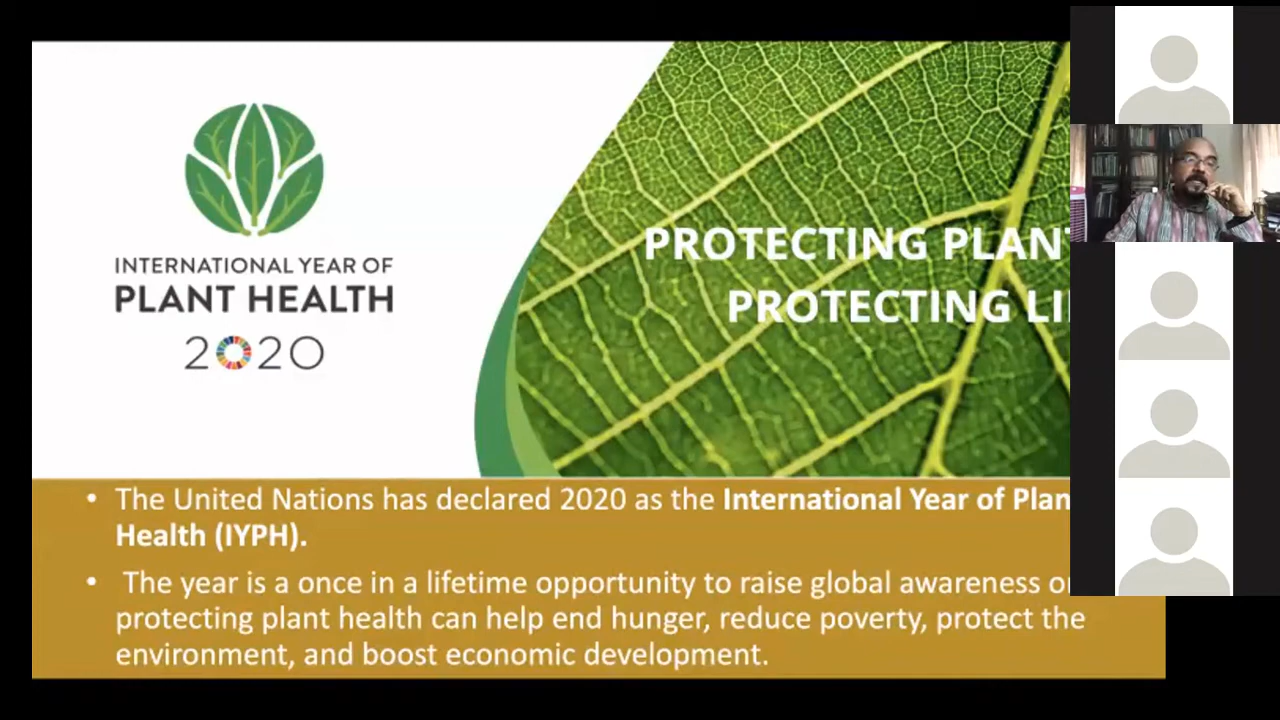 INTERNATIONAL YEAR OF
PLANT HEALTH
2020
PROTECTING PLANT
PROTECTING
• The United Nations has declared 2020 as the International Year of Plan
Health (IYPH).
• The year is a once in a lifetime opportunity to raise global awareness
protecting plant health can help end hunger, reduce poverty, protect the
environment, and boost economic development.